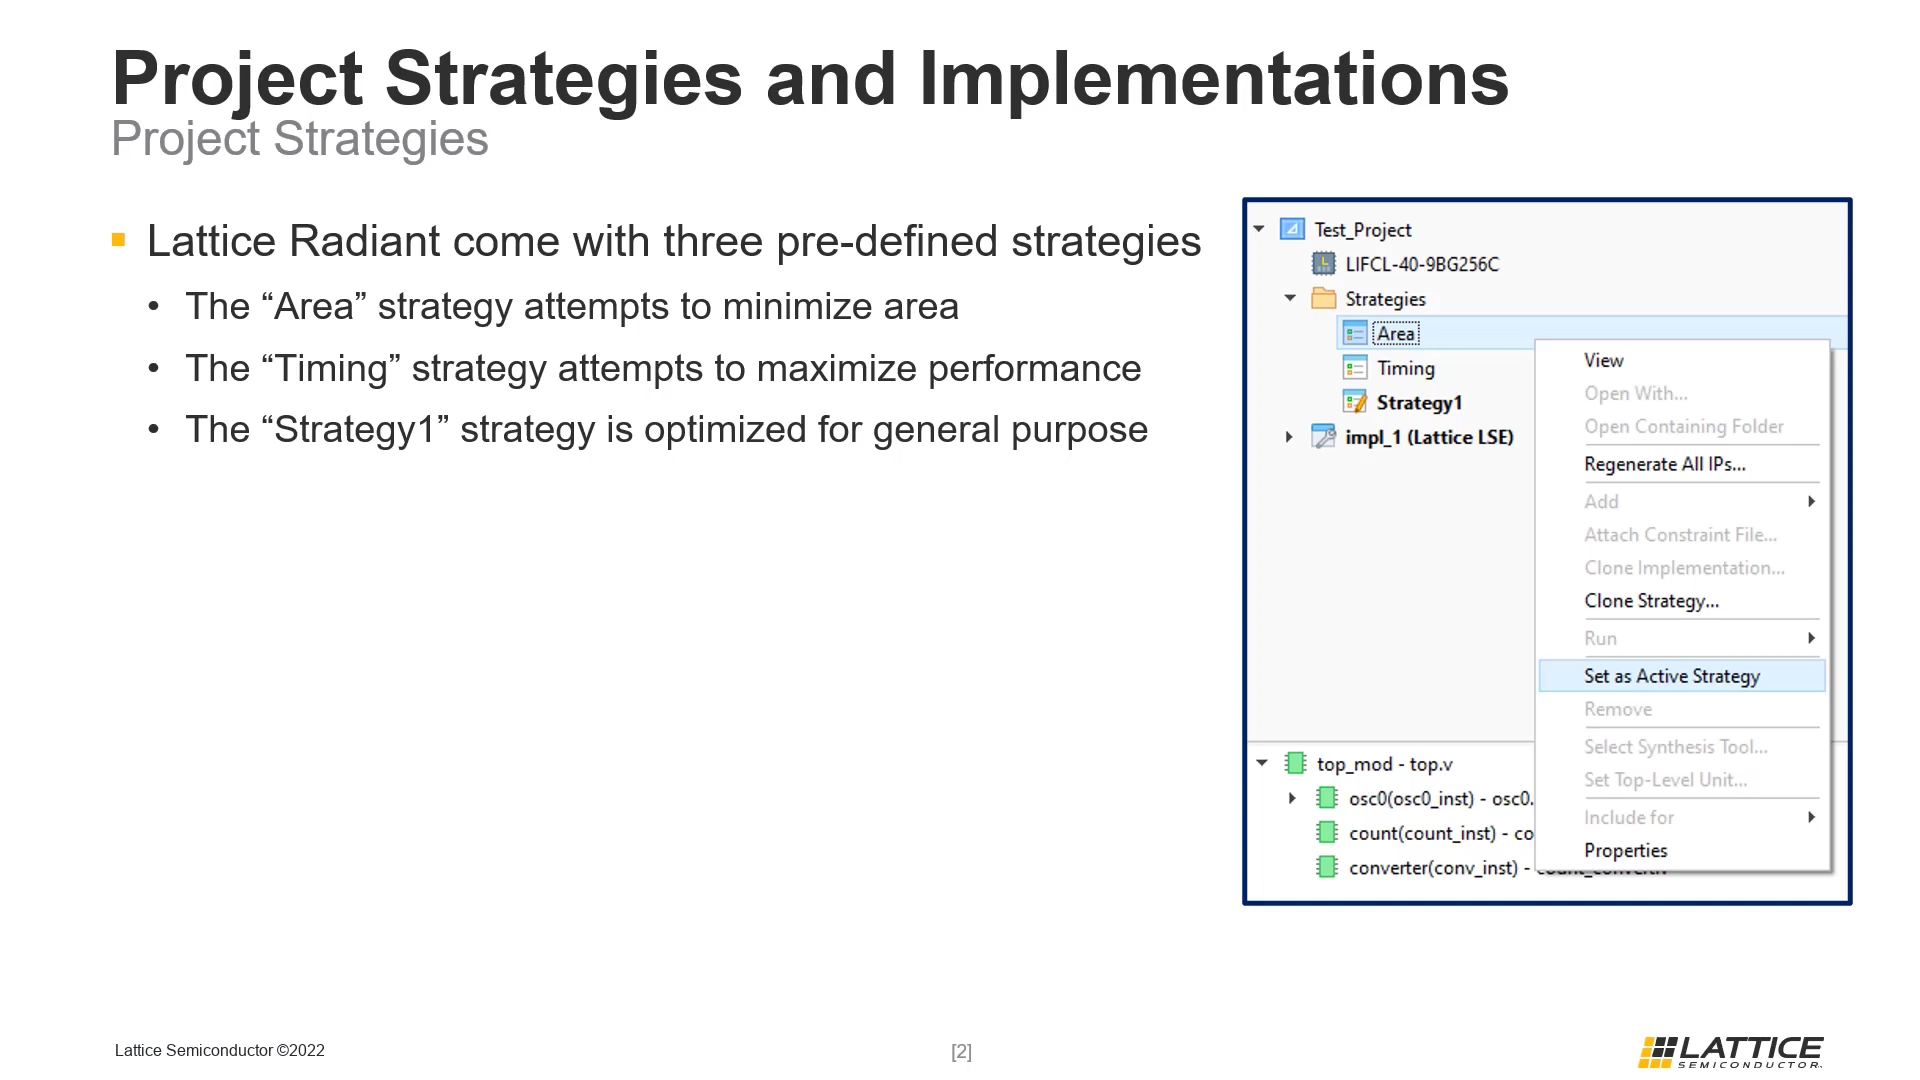 Project Strategies and Implementations
Project Strategies
Lattice Radiant come with three pre-defined strategies
• The “Area” strategy attempts to minimize area
• The “Timing” strategy attempts to maximize performance
• The “Strategy1” strategy is optimized for general purpose
Test_Project
LIFCL-40-9BG256C
Strategies
Area
Timing
Strategy1
impl_1 (Lattice LSE)
View
Open With...
Open Containing Folder
Regenerate All IPs...
Add
Attach Constraint File...
Clone Implementation...
Clone Strategy...
Run
Set as Active Strategy
Remove
Select Synthesis Tool...
Set Top-Level Unit...
Include for
Properties
top_mod - top.v
osc0(osc0_inst) - osc0.
count(count_inst) - co
converter(conv_inst) -
Lattice Semiconductor ©2022
[2]
LATTICE
SEMICONDUCTOR